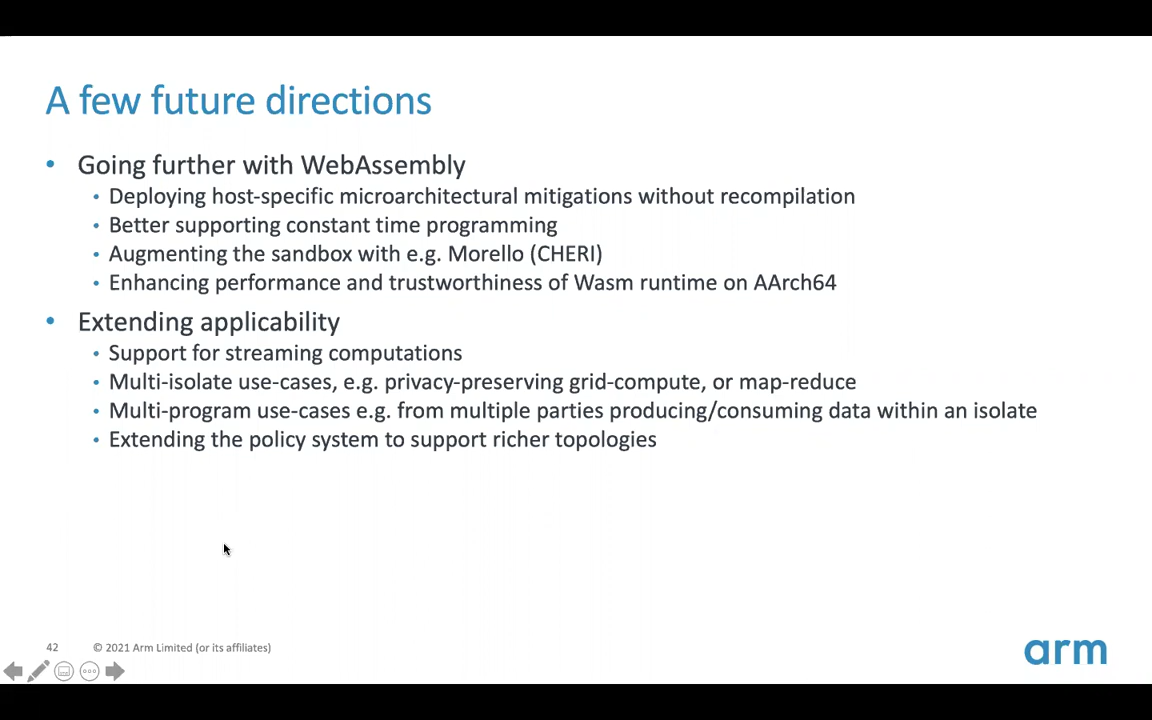 A few future directions
• Going further with WebAssembly
• Deploying host-specific microarchitectural mitigations without recompilation
• Better supporting constant time programming
• Augmenting the sandbox with e.g. Morello (CHERI)
• Enhancing performance and trustworthiness of Wasm runtime on AArch64
• Extending applicability
• Support for streaming computations
• Multi-isolate use-cases, e.g. privacy-preserving grid-compute, or map-reduce
• Multi-program use-cases e.g. from multiple parties producing/consuming data within an isolate
• Extending the policy system to support richer topologies
42 © 2021 Arm Limited (or its affiliates)
arm